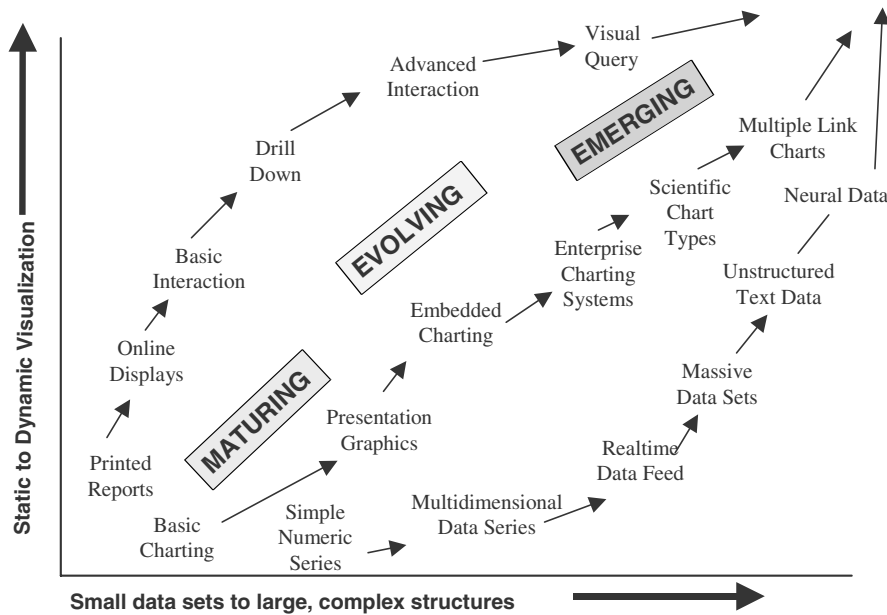 Visual
Query
Advanced
Interaction
EMERGING
Multiple Link
Charts
Drill
Down
Scientific
Chart
Types
Neural Data
EVOLVING
Basic
Interaction
Enterprise
Charting
Systems
Unstructured
Text Data
Embedded
Charting
Online
Displays
Massive
Data Sets
MATURING
Presentation
Graphics
Printed
Reports
Realtime
Data Feed
Basic
Charting
Simple
Numeric
Series
Multidimensional
Data Series
Static to Dynamic Visualization
Small data sets to large, complex structures